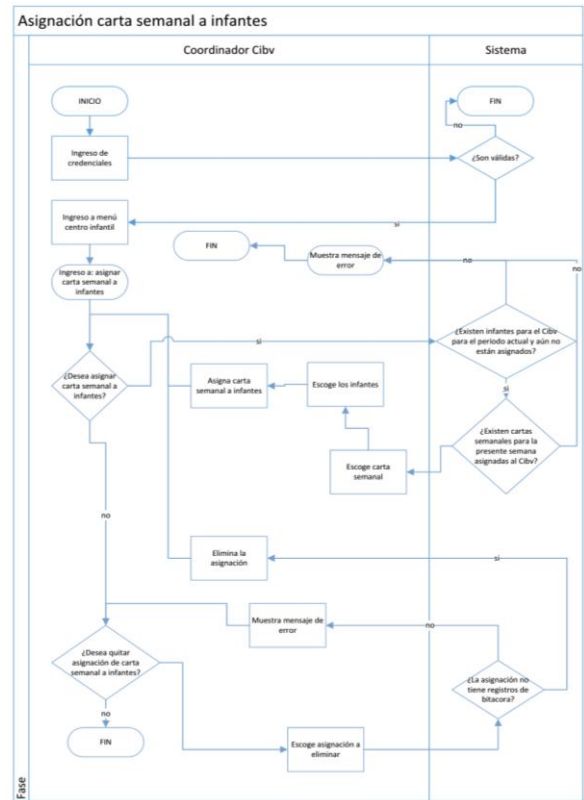 Asignación carta semanal a infantes
Coordinador Cibv
Sistema
INICIO
FIN
no
Ingreso de
credenciales
¿Son válidas?
Ingreso a menú
centro infantil
si
FIN
Muestra mensaje de
error
no
no
Ingreso a: asignar
carta semanal a
infantes
¿Existen infantes para el Cibv
para el periodo actual y aún no
están asignados?
si
¿Desea asignar
carta semanal a
infantes?
Asigna carta
semanal a infantes
Escoge los infantes
si
¿Existen cartas
semanales para la
presente semana
asignadas al Cibv?
Escoge carta
semanal
no
Elimina la
asignación
si
Muestra mensaje de
error
no
¿Desea quitar
asignación de carta
semanal a infantes?
¿La asignación no
tiene registros de
bitacora?
no
FIN
Escoge asignación a
eliminar
Fase